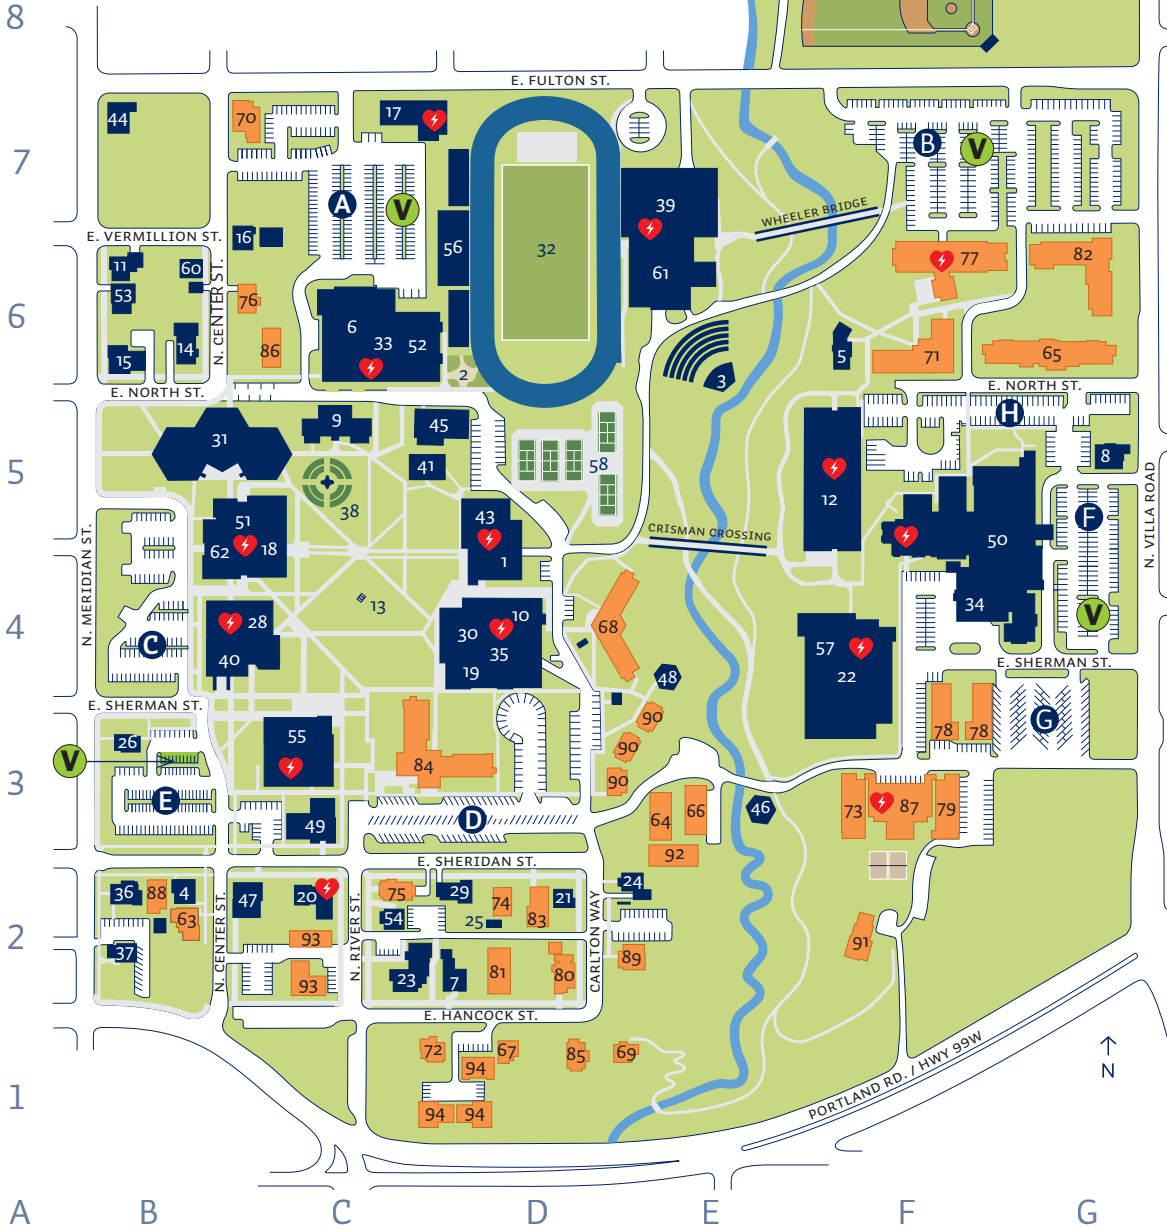 8
E. FULTON ST.
44
70
17
B
V
7
A
V
39
WHEELER BRIDGE
E. VERMILLION ST.
16
56
32
61
77
82
11
60
53
N. CENTER ST.
76
6
6
33
52
86
14
15
2
3
5
71
65
E. NORTH ST.
E. NORTH ST.
H
9
45
31
41
58
8
5
12
38
51
43
F
N. VILLA ROAD
62
18
1
CRISMAN CROSSING
50
N. MERIDIAN ST.
13
34
V
4
28
10
30
35
68
C
40
19
57
22
48
E. SHERMAN ST.
E. SHERMAN ST.
90
78
78
G
26
55
90
V
84
90
3
E
D
46
73
87
79
49
64
66
92
E. SHERIDAN ST.
36
88
4
47
20
75
29
74
83
21
24
63
54
25
N. CENTER ST.
N. RIVER ST.
CARLTON WAY
2
93
91
37
89
93
23
7
81
80
E. HANCOCK ST.
72
67
85
69
94
N
PORTLAND RD. / HWY 99W
1
94
94
A
B
C
D
E
F
G